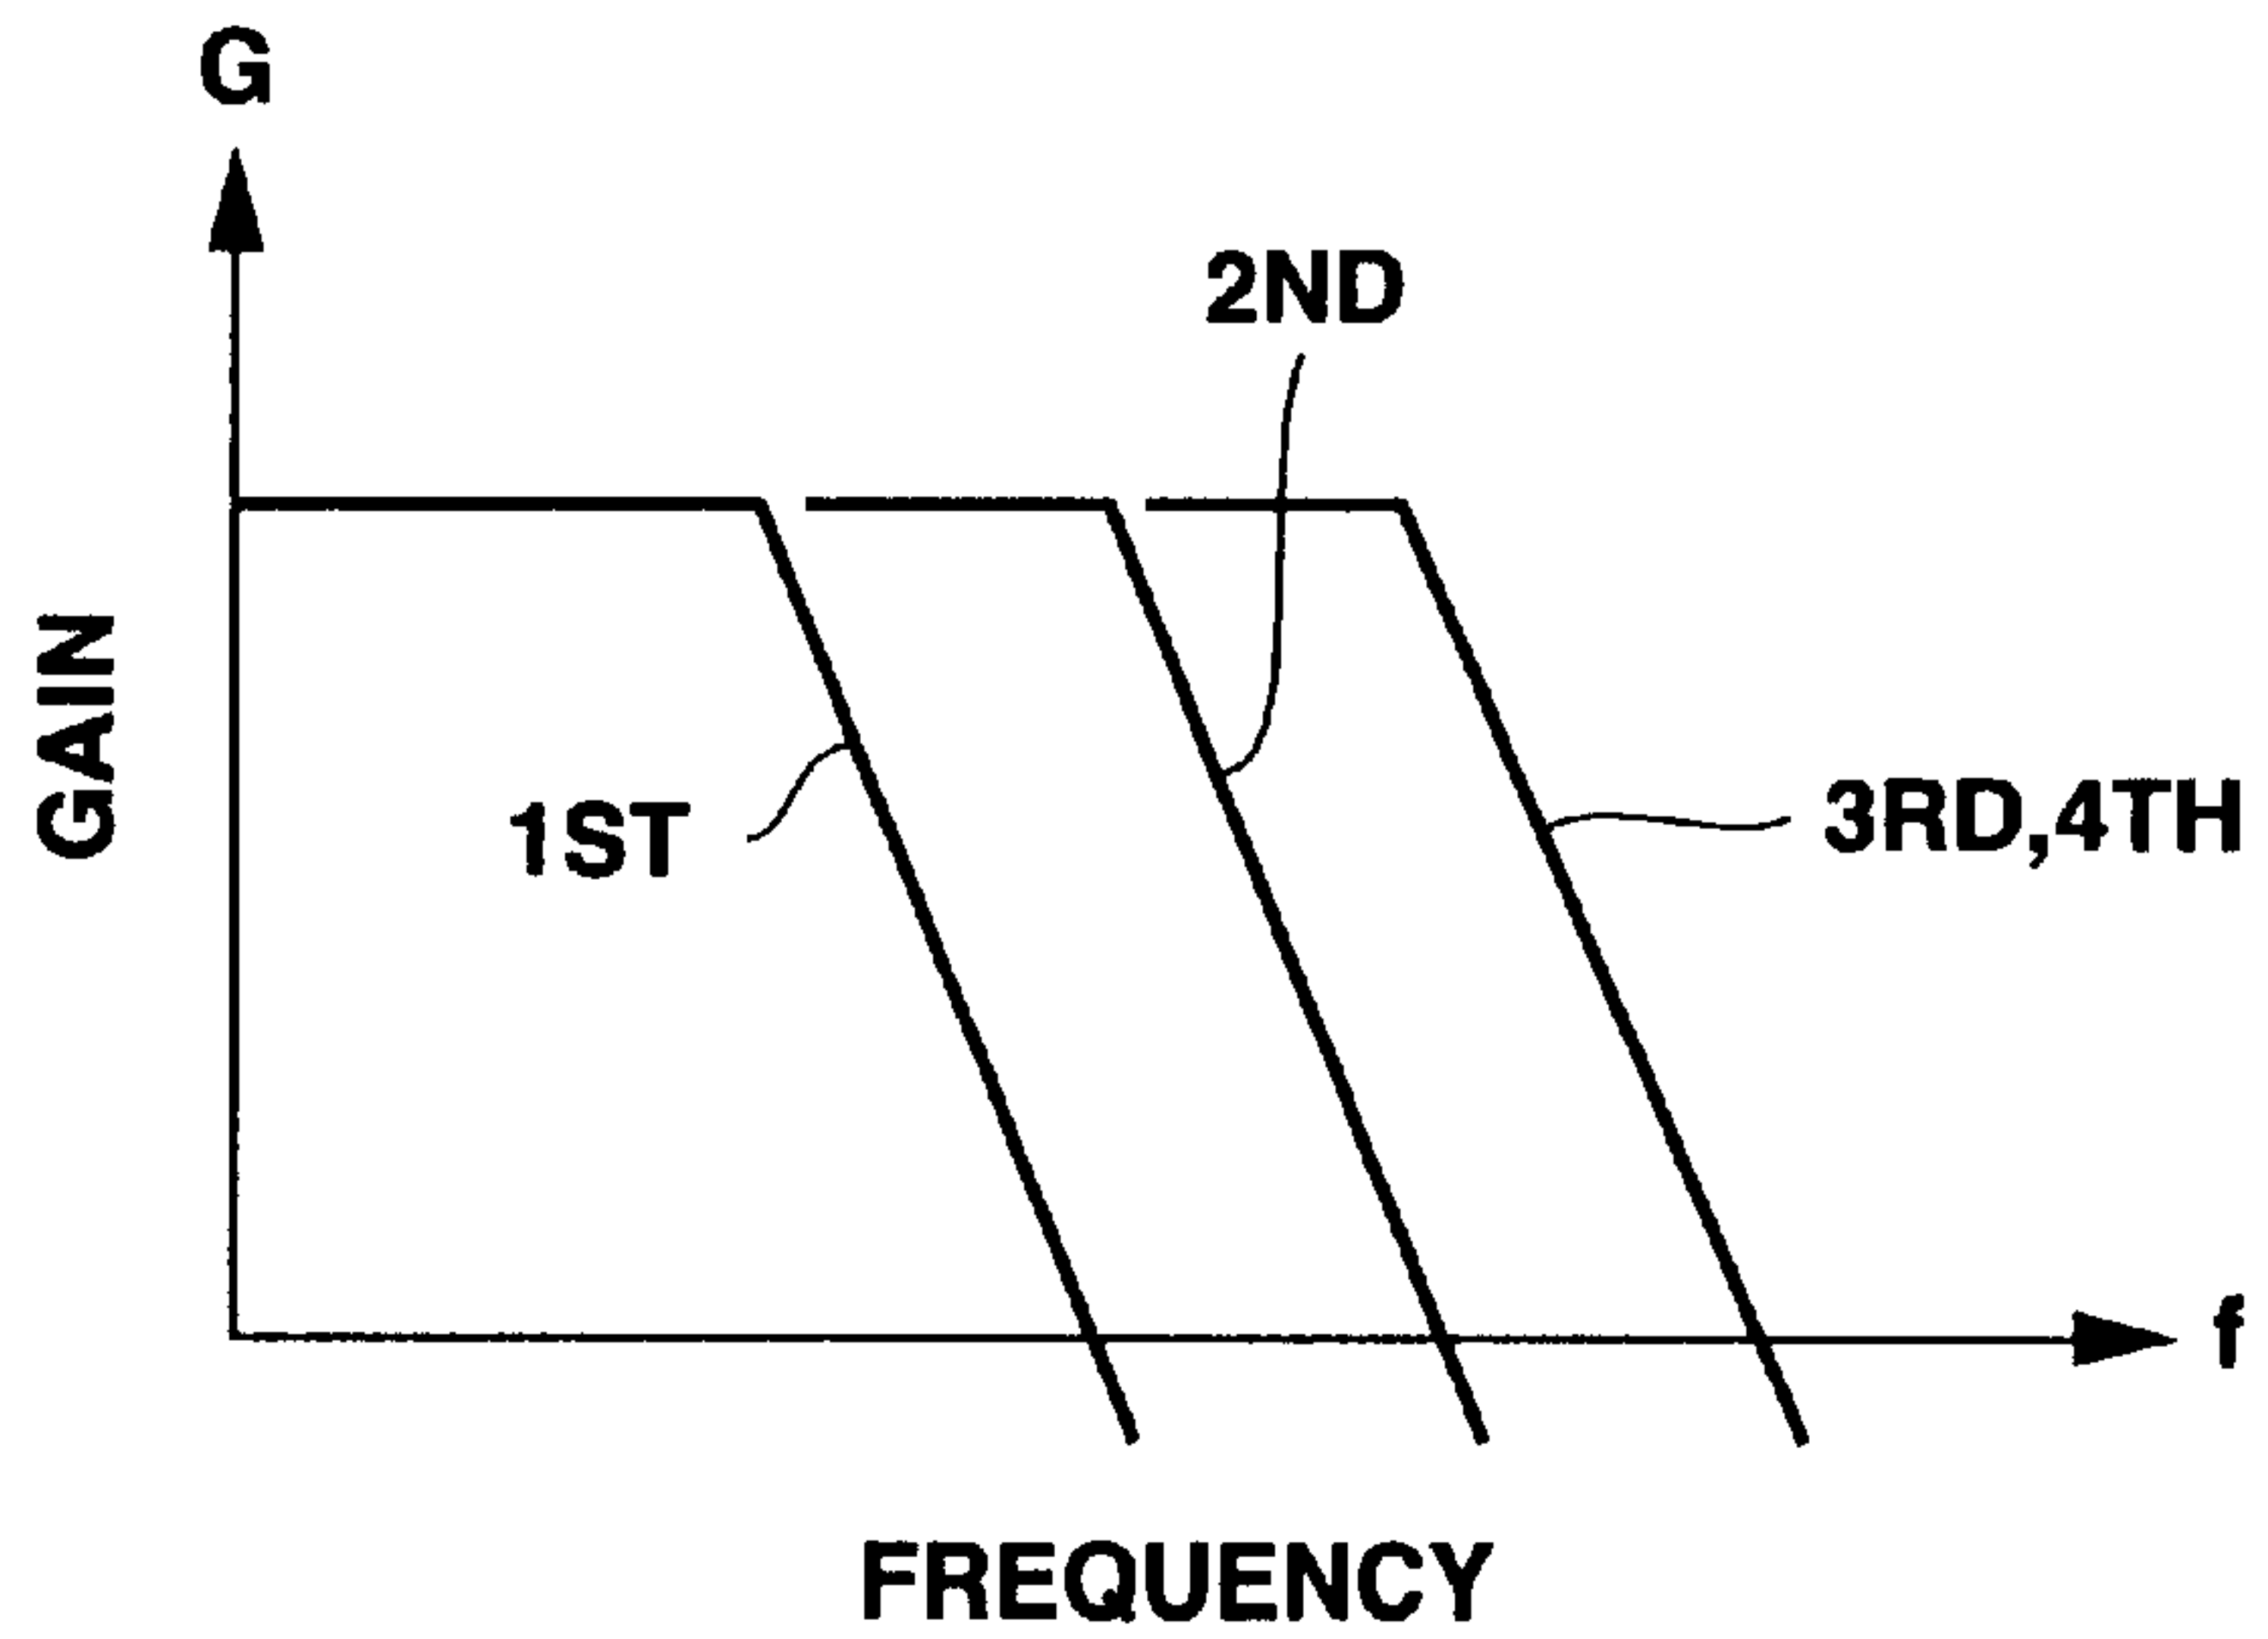 G
2ND
GAIN
1ST
3RD,4TH
f
FREQUENCY